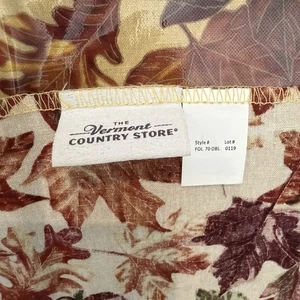 THE
Vermont
COUNTRY STORE®
Style # Lot #
FOL 70 OBL 0118